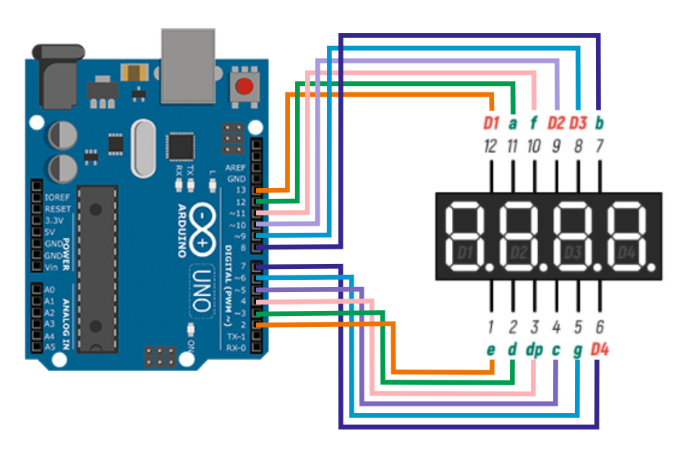 D1 a f D2 D3 b
12 11 10 9 8 7
D1 D2 D3 D4
1 2 3 4 5 6
e d dp c g D4
RX
TX
L
AREF
GND
13
12
~11
~10
~9
8
7
~6
~5
4
~3
2
TX-1
RX-0
DIGITAL (PWM ~)
ARDUINO
UNO
ON
IOREF
RESET
3.3V
5V
GND
GND
Vin
POWER
A0
A1
A2
A3
A4
A5
ANALOG IN